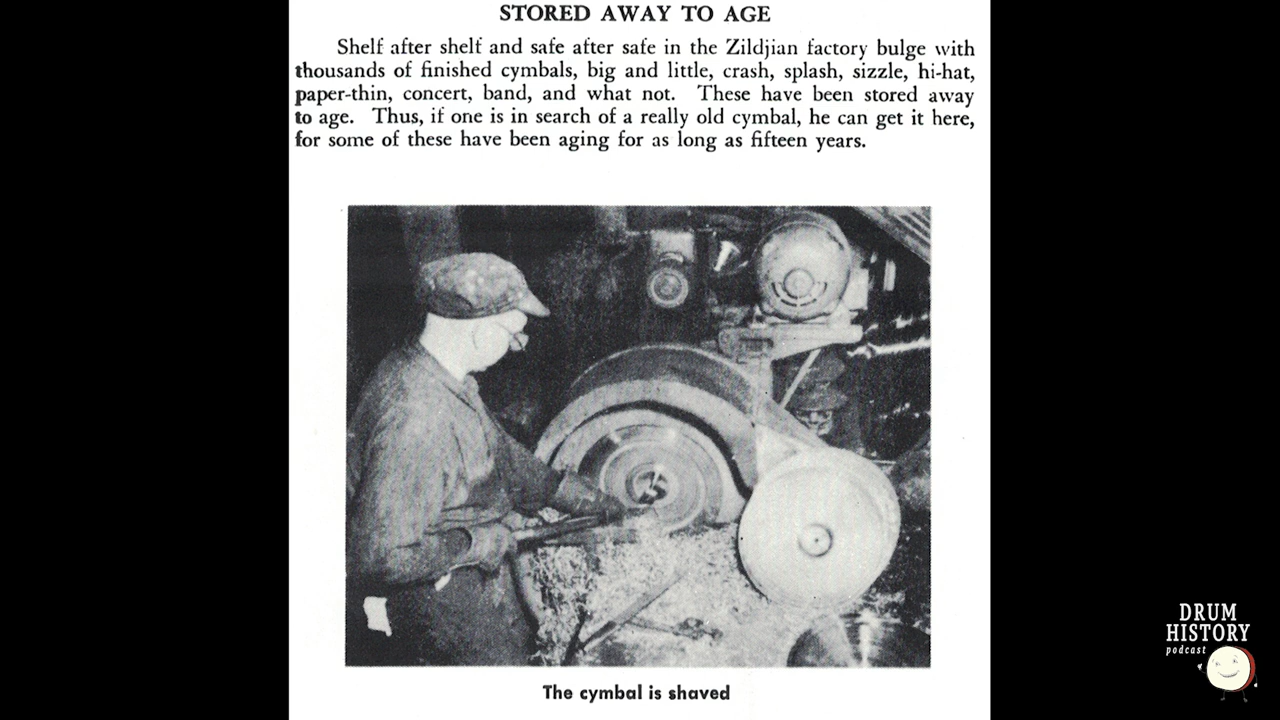 STORED AWAY TO AGE
Shelf after shelf and safe after safe in the Zildjian factory bulge with
thousands of finished cymbals, big and little, crash, splash, sizzle, hi-hat,
paper-thin, concert, band, and what not. These have been stored away
to age. Thus, if one is in search of a really old cymbal, he can get it here,
for some of these have been aging for as long as fifteen years.
The cymbal is shaved
DRUM
HISTORY
podcast